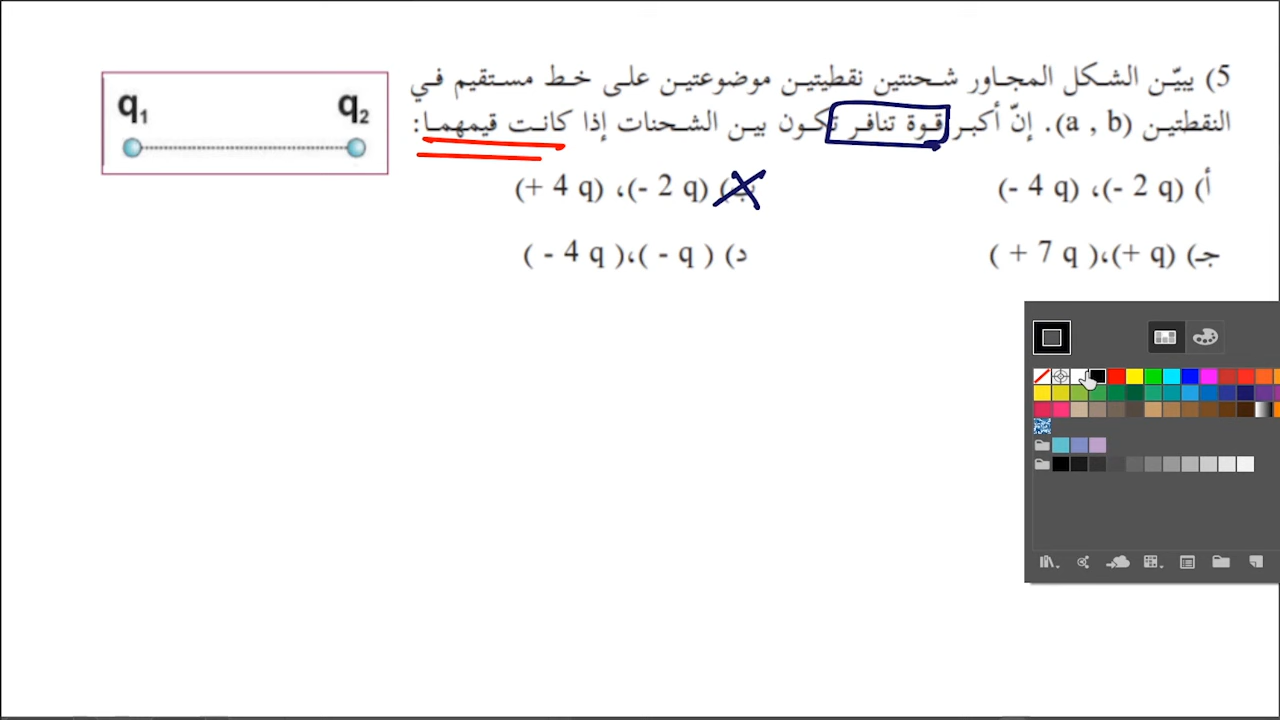 5) يبيّن الشكل المجاور شحنتين نقطيتين موضوعتين على خط مستقيم في
النقطتين (a , b). إنّ أكبر قوة تنافر تكون بين الشحنات إذا كانت قيمهما:
أ) (- 2 q)، (- 4 q)
ب) (- 2 q)، (+ 4 q)
جـ) (+ q)، ( + 7 q )
د) ( - q )، ( - 4 q )
q1 q2